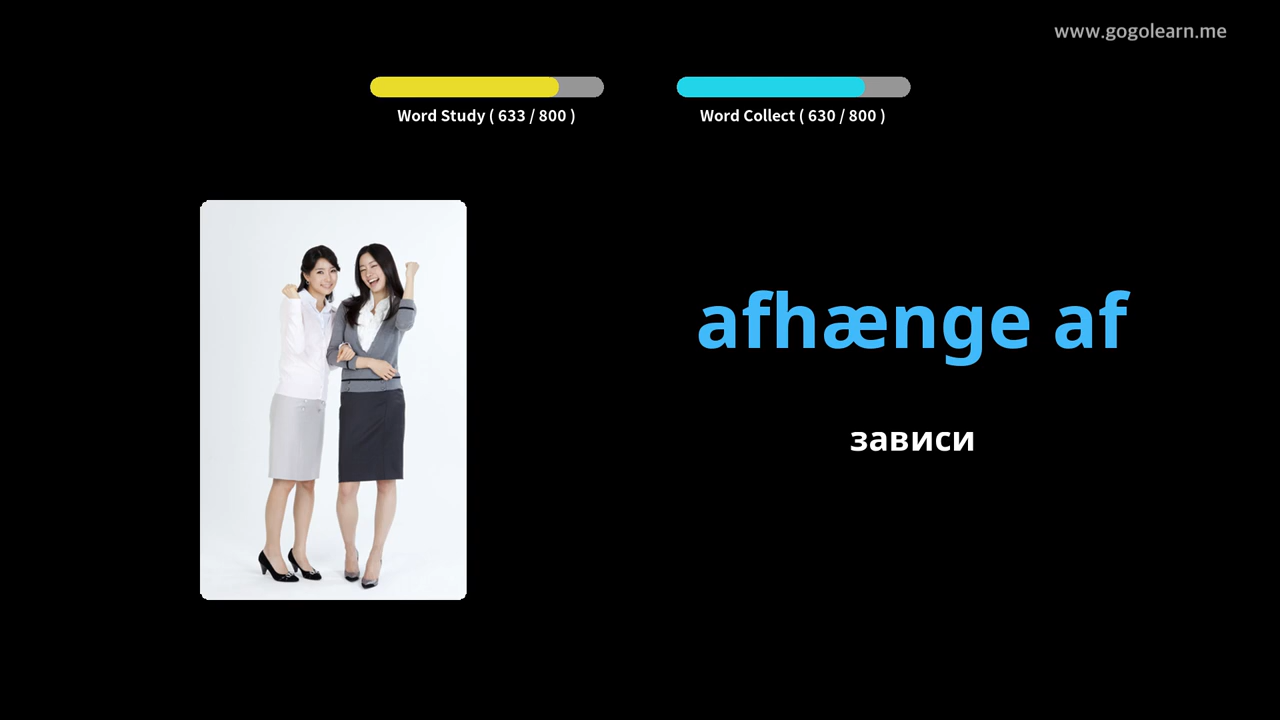 www.gogolearn.me
Word Study ( 633 / 800 )
Word Collect ( 630 / 800 )
afhænge af
зависи